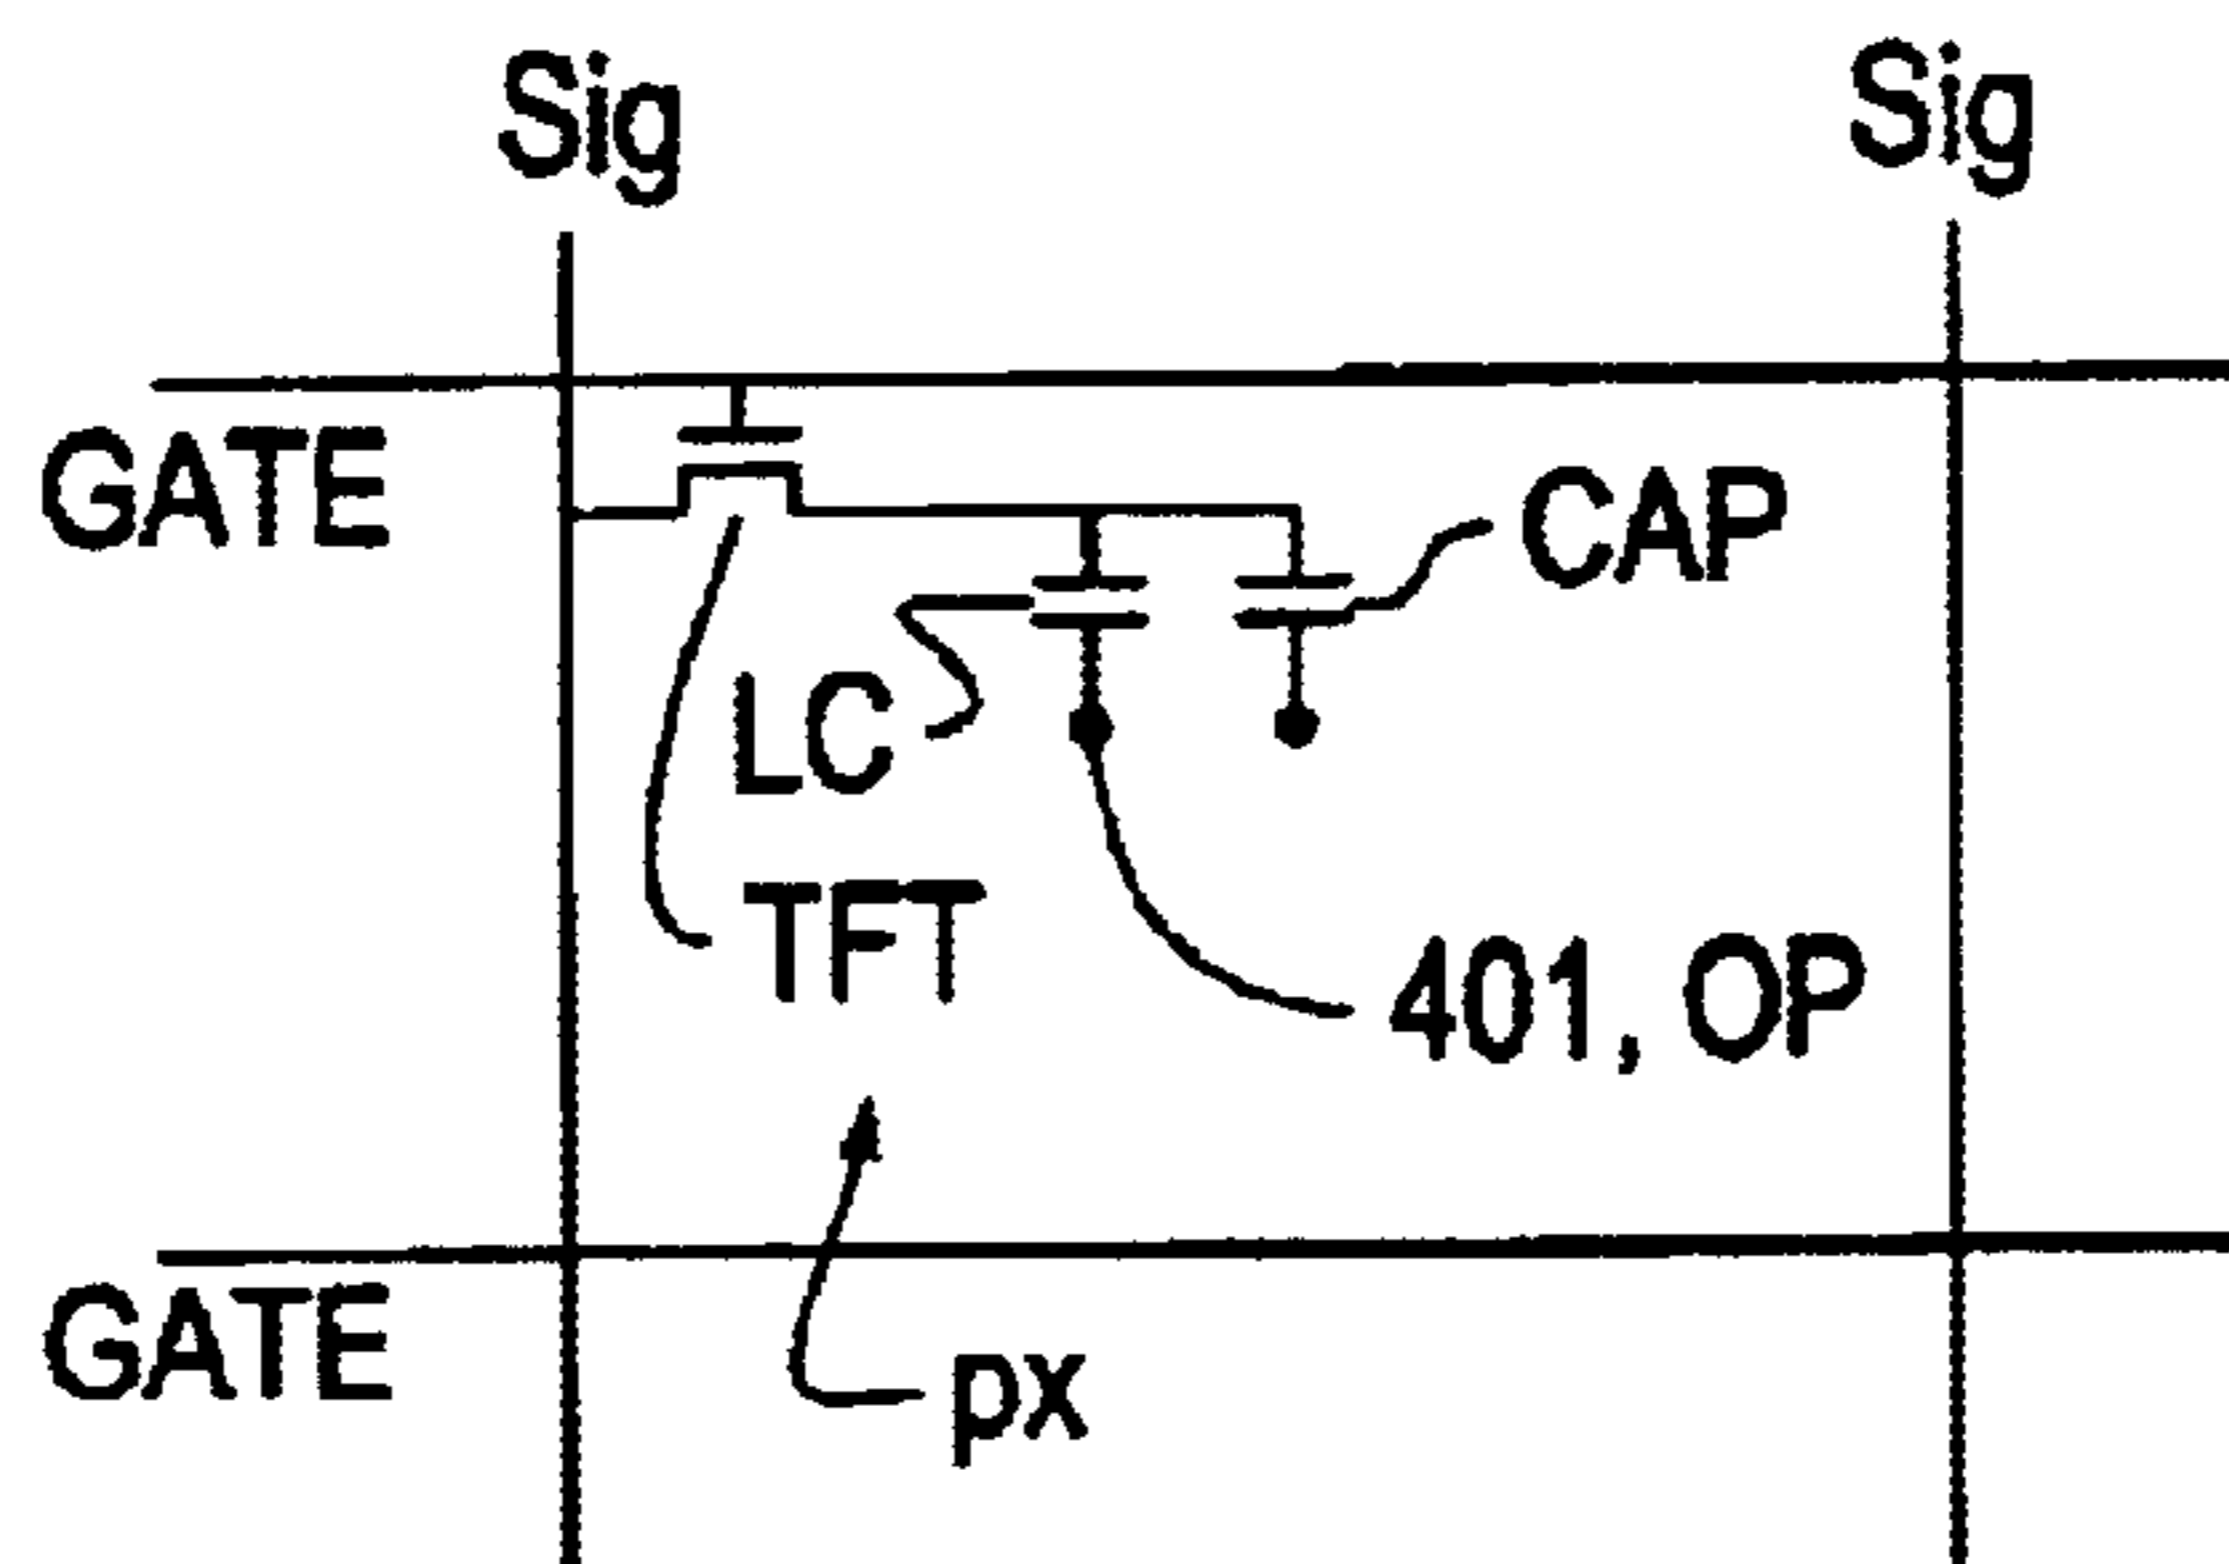 Sig Sig
GATE
CAP
LC
TFT
401, OP
GATE
px